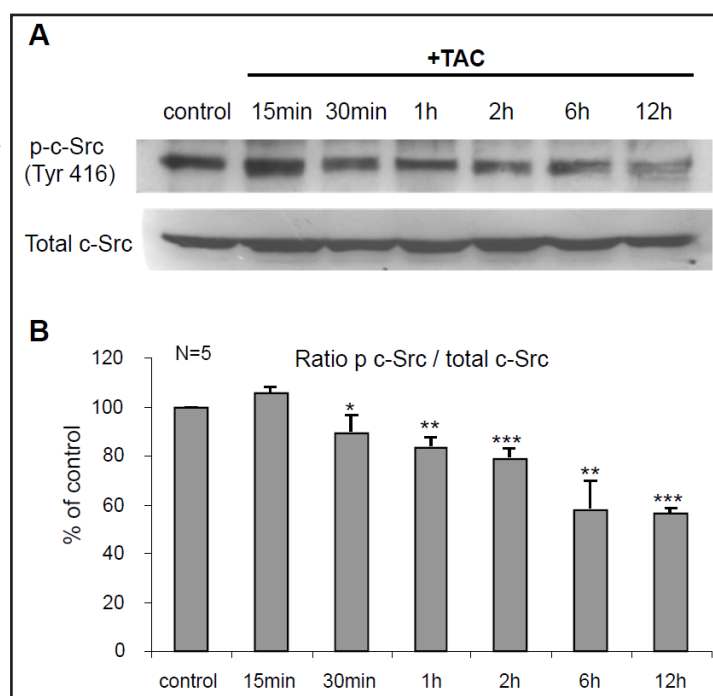 A
+TAC
control 15min 30min 1h 2h 6h 12h
p-c-Src
(Tyr 416)
Total c-Src
B
N=5 Ratio p c-Src / total c-Src
% of control
120
100
80
60
40
20
0
* ** *** ** ***
control 15min 30min 1h 2h 6h 12h